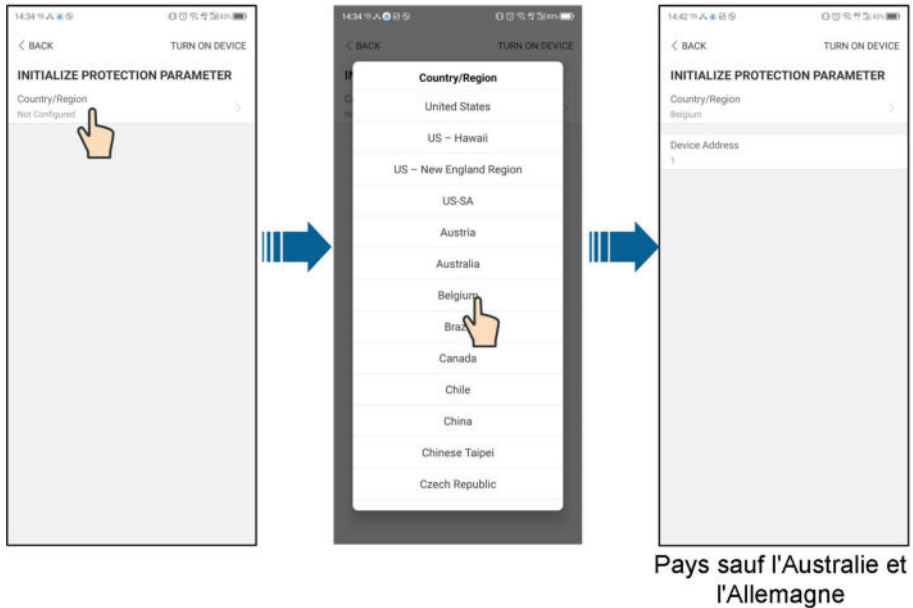 14:34
83%
< BACK
TURN ON DEVICE
INITIALIZE PROTECTION PARAMETER
Country/Region
Not Configured
14:34
83%
< BACK
TURN ON DEVICE
Country/Region
United States
US – Hawaii
US – New England Region
US-SA
Austria
Australia
Belgium
Braz
Canada
Chile
China
Chinese Taipei
Czech Republic
14:42
< BACK
TURN ON DEVICE
INITIALIZE PROTECTION PARAMETER
Country/Region
Belgium
Device Address
1
Pays sauf l'Australie et
l'Allemagne